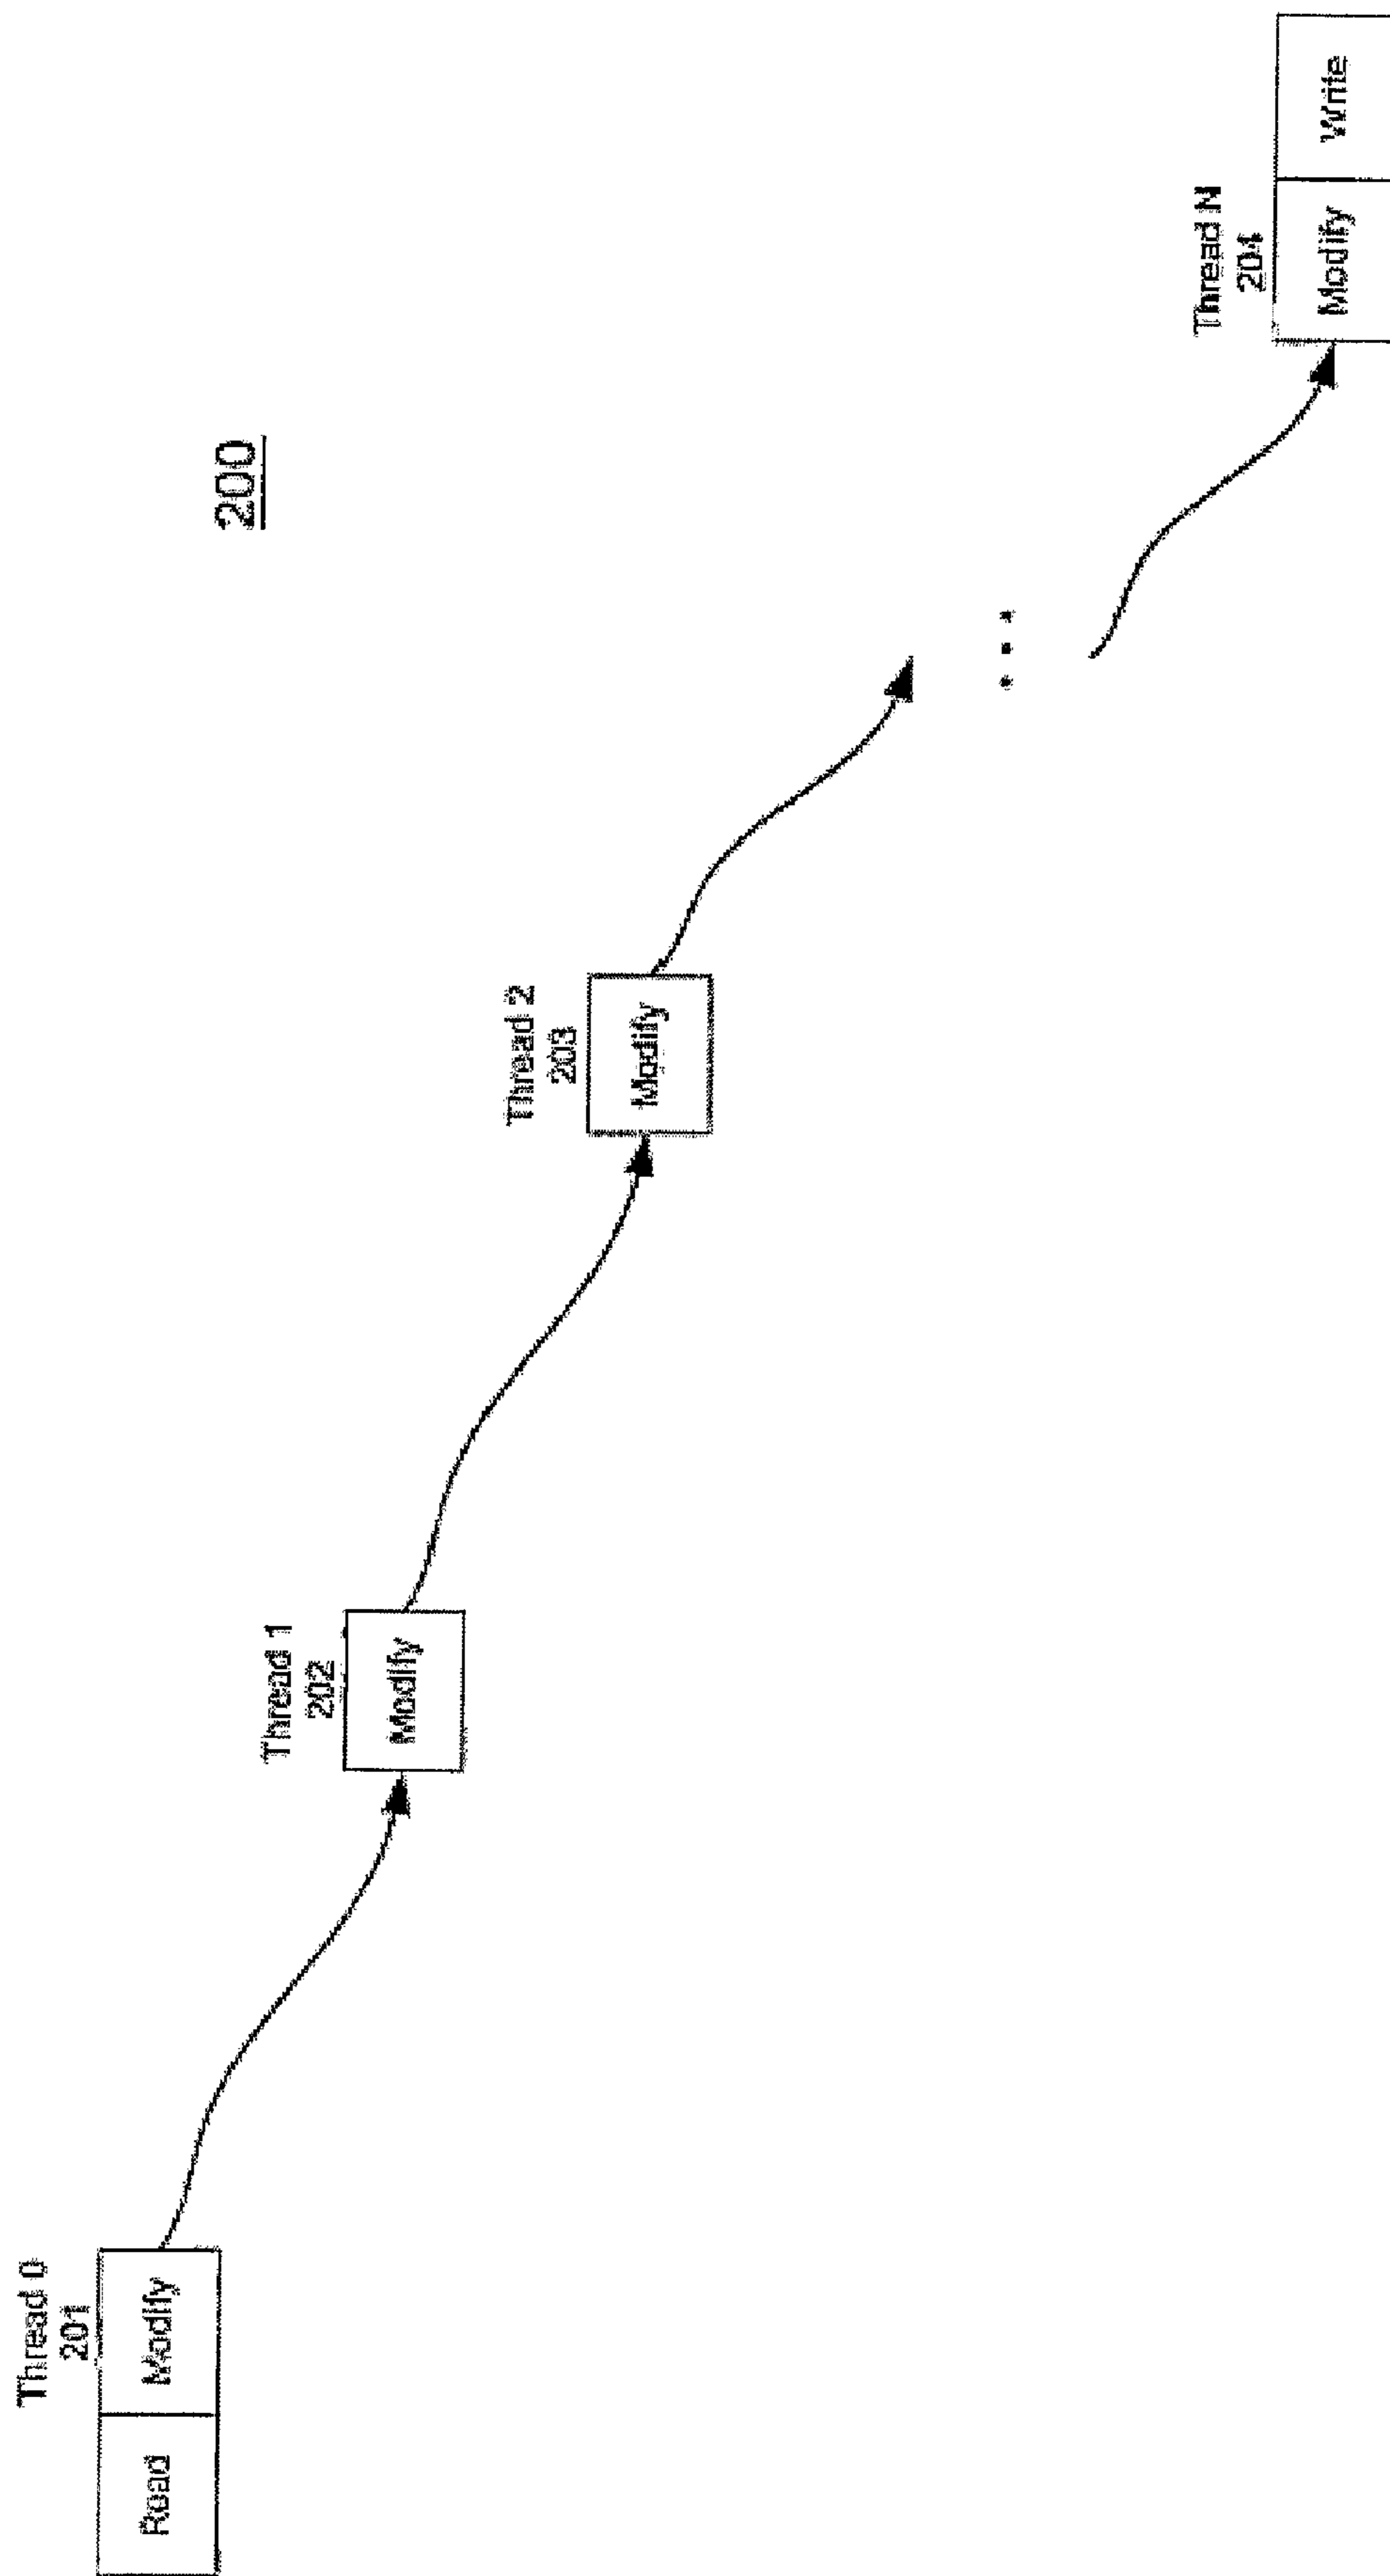 200
Thread 0
201
Read
Modify
Thread 1
202
Modify
Thread 2
203
Modify
...
Thread N
204
Modify
Write